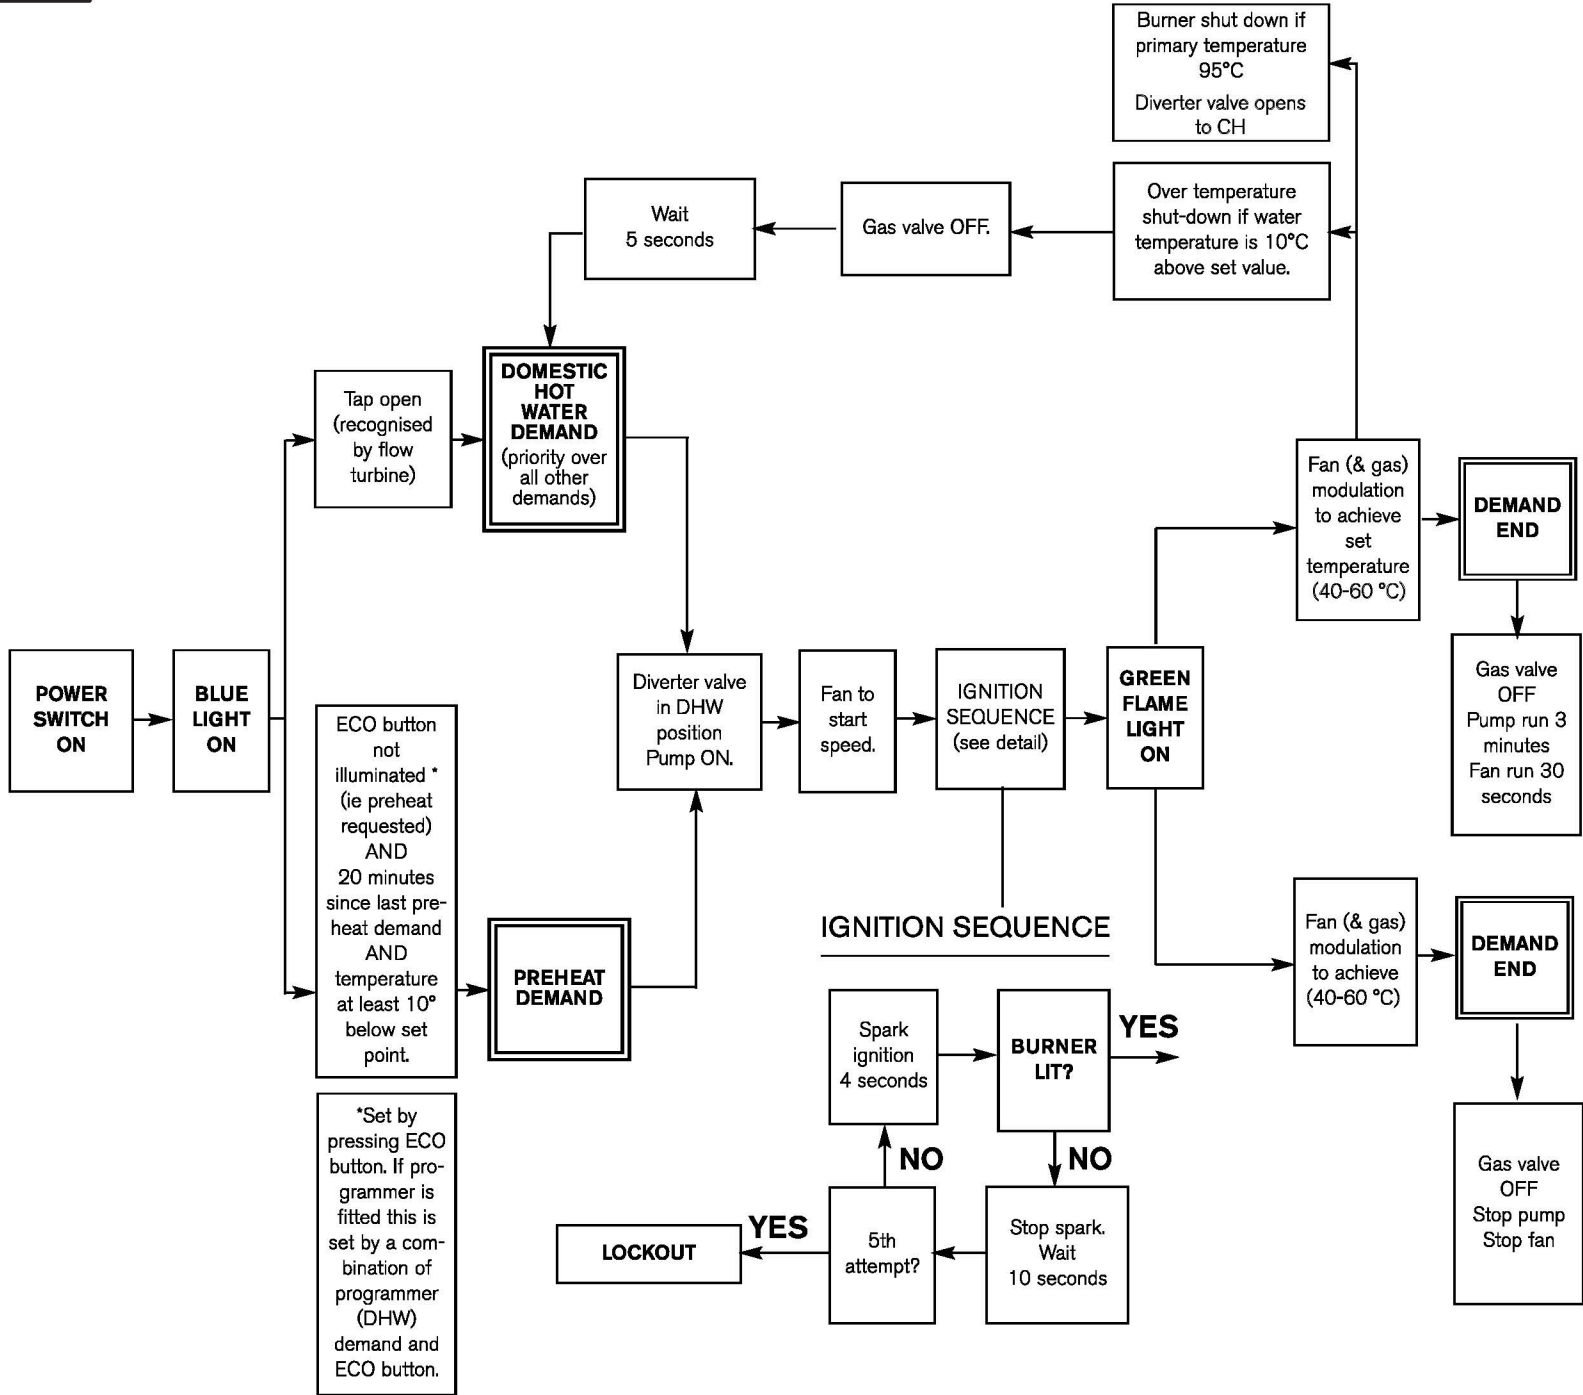 Burner shut down if
primary temperature
95°C
Diverter valve opens
to CH
Over temperature
shut-down if water
temperature is 10°C
above set value.
Gas valve OFF.
Wait
5 seconds
Tap open
(recognised
by flow
turbine)
DOMESTIC
HOT
WATER
DEMAND
(priority over
all other
demands)
Fan (& gas)
modulation
to achieve
set
temperature
(40-60 °C)
DEMAND
END
Gas valve
OFF
Pump run 3
minutes
Fan run 30
seconds
POWER
SWITCH
ON
BLUE
LIGHT
ON
ECO button
not
illuminated *
(ie preheat
requested)
AND
20 minutes
since last pre-
heat demand
AND
temperature
at least 10°
below set
point.
PREHEAT
DEMAND
Diverter valve
in DHW
position
Pump ON.
Fan to
start
speed.
IGNITION
SEQUENCE
(see detail)
GREEN
FLAME
LIGHT
ON
Fan (& gas)
modulation
to achieve
(40-60 °C)
DEMAND
END
Gas valve
OFF
Stop pump
Stop fan
IGNITION SEQUENCE
Spark
ignition
4 seconds
BURNER
LIT?
YES
NO
NO
Stop spark.
Wait
10 seconds
5th
attempt?
YES
LOCKOUT
*Set by
pressing ECO
button. If pro-
grammer is
fitted this is
set by a com-
bination of
programmer
(DHW)
demand and
ECO button.